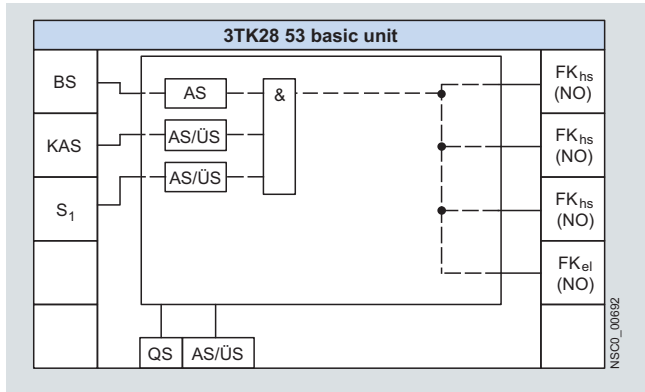 3TK28 53 basic unit
BS
AS
&
FKhs
(NO)
KAS
AS/ÜS
FKhs
(NO)
S1
AS/ÜS
FKhs
(NO)
FKel
(NO)
QS
AS/ÜS
NSC0_00692